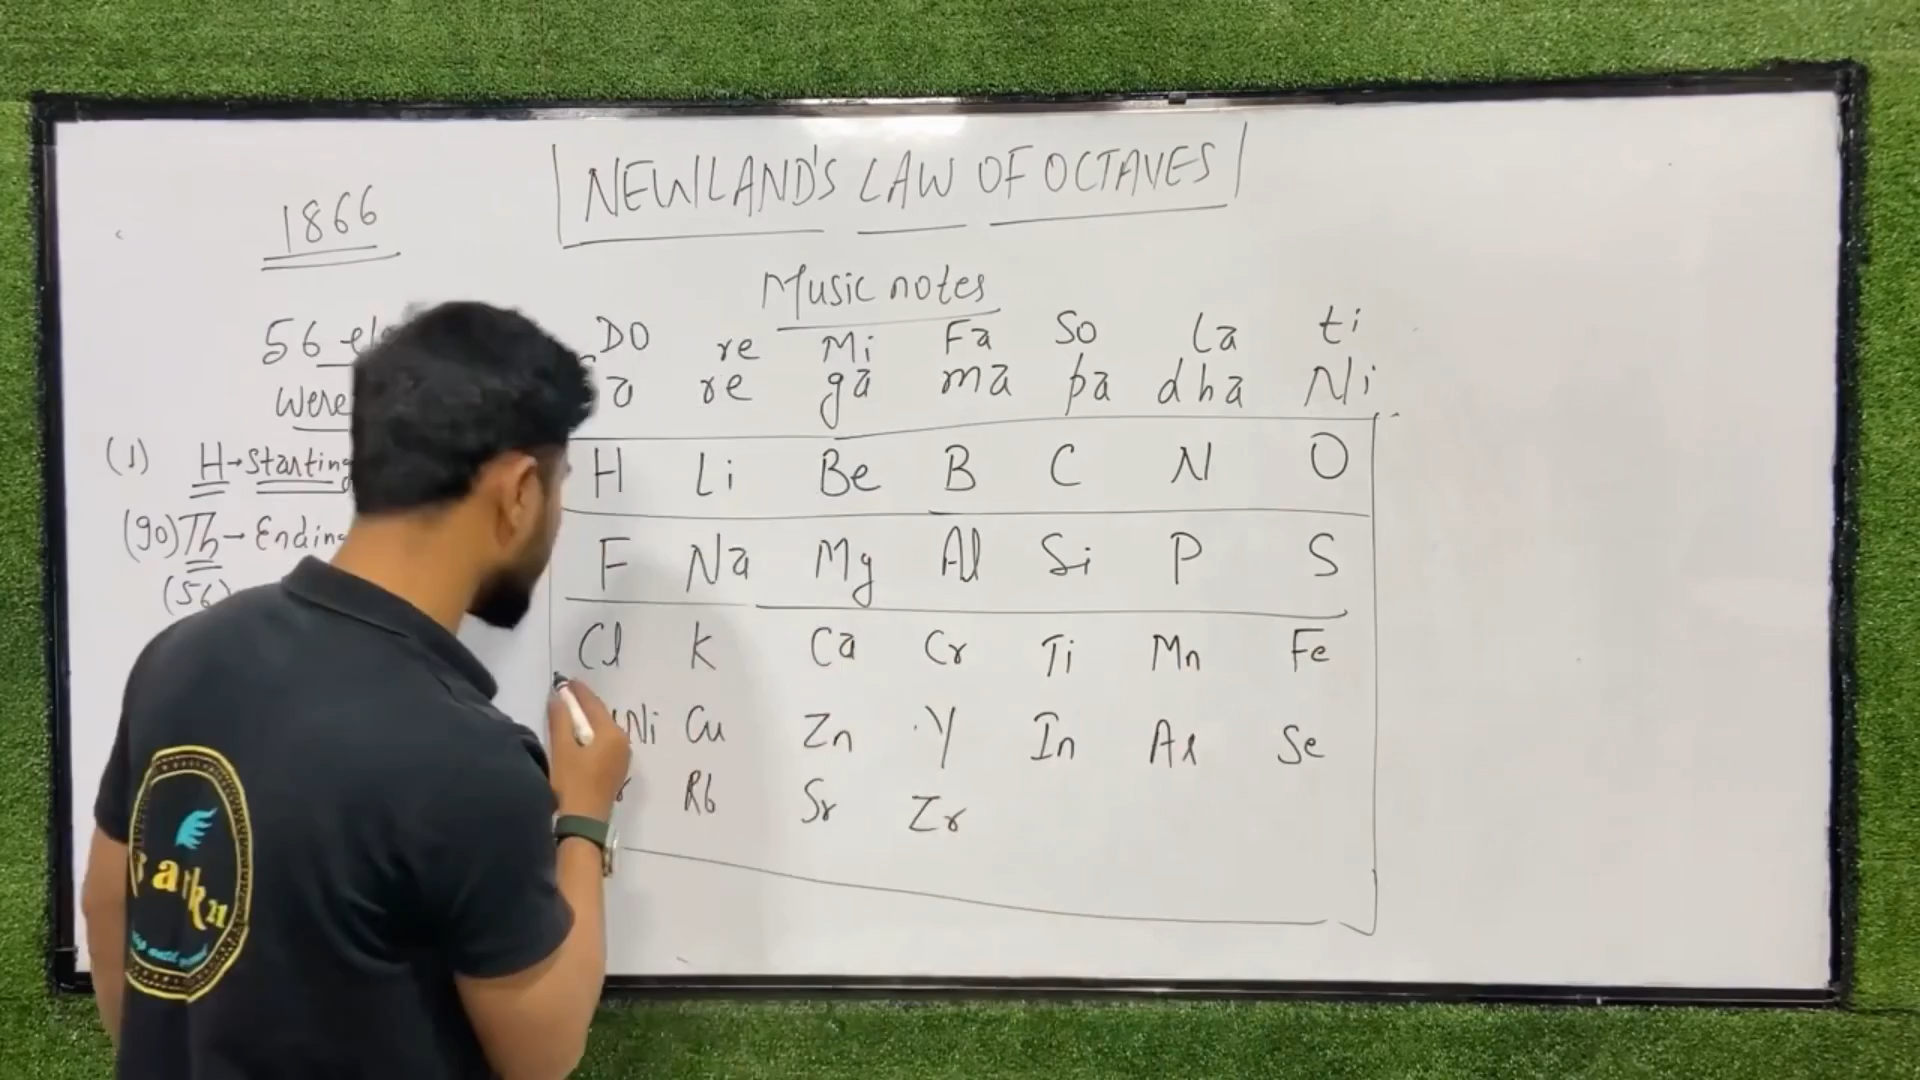 NEWLAND'S LAW OF OCTAVES
1866
Music notes
56
were
DO re Mi Fa So La ti
re ga ma pa dha Ni
(1) H → Starting
(90) Th - Ending
(56)
H Li Be B C N O
F Na Mg Al Si P S
Cl K Ca Cr Ti Mn Fe
Ni Cu Zn Y In As Se
Rb Sr Zr